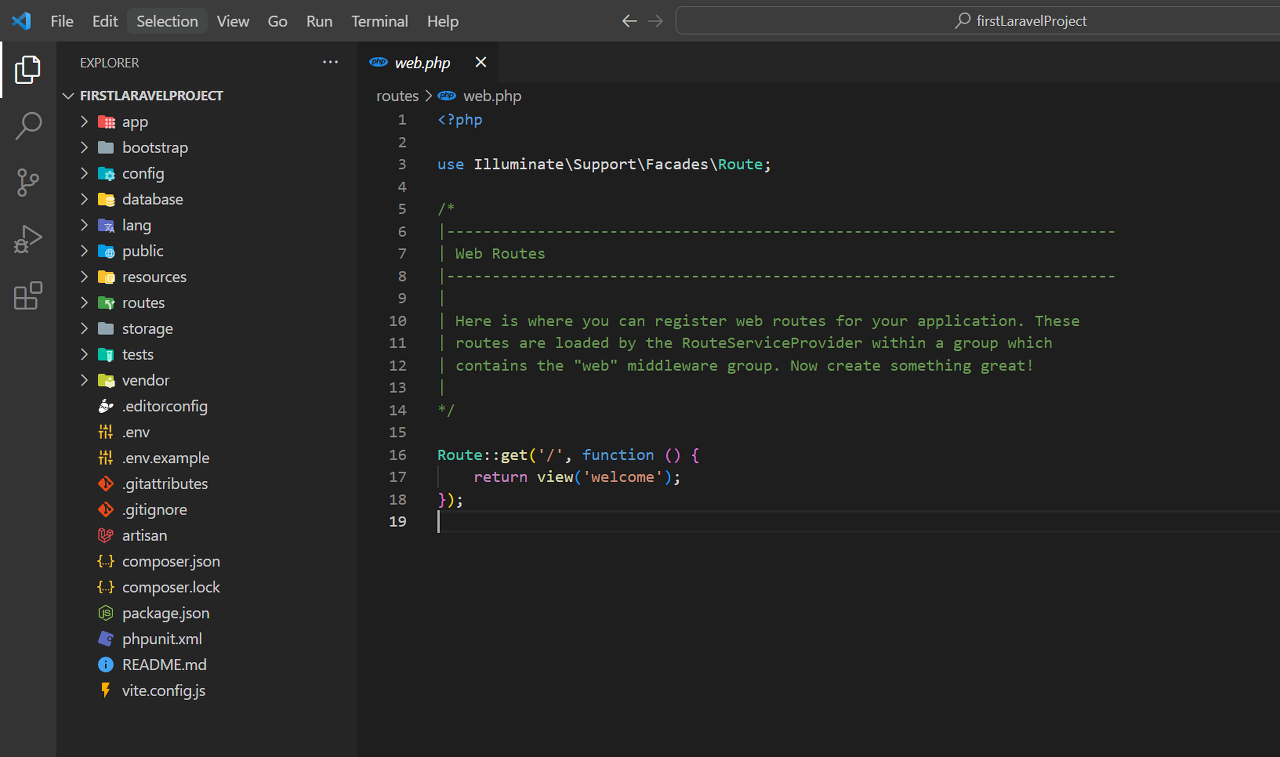 File Edit Selection View Go Run Terminal Help
firstLaravelProject
EXPLORER
FIRSTLARAVELPROJECT
app
bootstrap
config
database
lang
public
resources
routes
storage
tests
vendor
.editorconfig
.env
.env.example
.gitattributes
.gitignore
artisan
composer.json
composer.lock
package.json
phpunit.xml
README.md
vite.config.js
php web.php
routes > php web.php
1 <?php
2
3 use Illuminate\Support\Facades\Route;
4
5 /*
6 |--------------------------------------------------------------------------
7 | Web Routes
8 |--------------------------------------------------------------------------
9 |
10 | Here is where you can register web routes for your application. These
11 | routes are loaded by the RouteServiceProvider within a group which
12 | contains the "web" middleware group. Now create something great!
13 |
14 */
15
16 Route::get('/', function () {
17     return view('welcome');
18 });
19